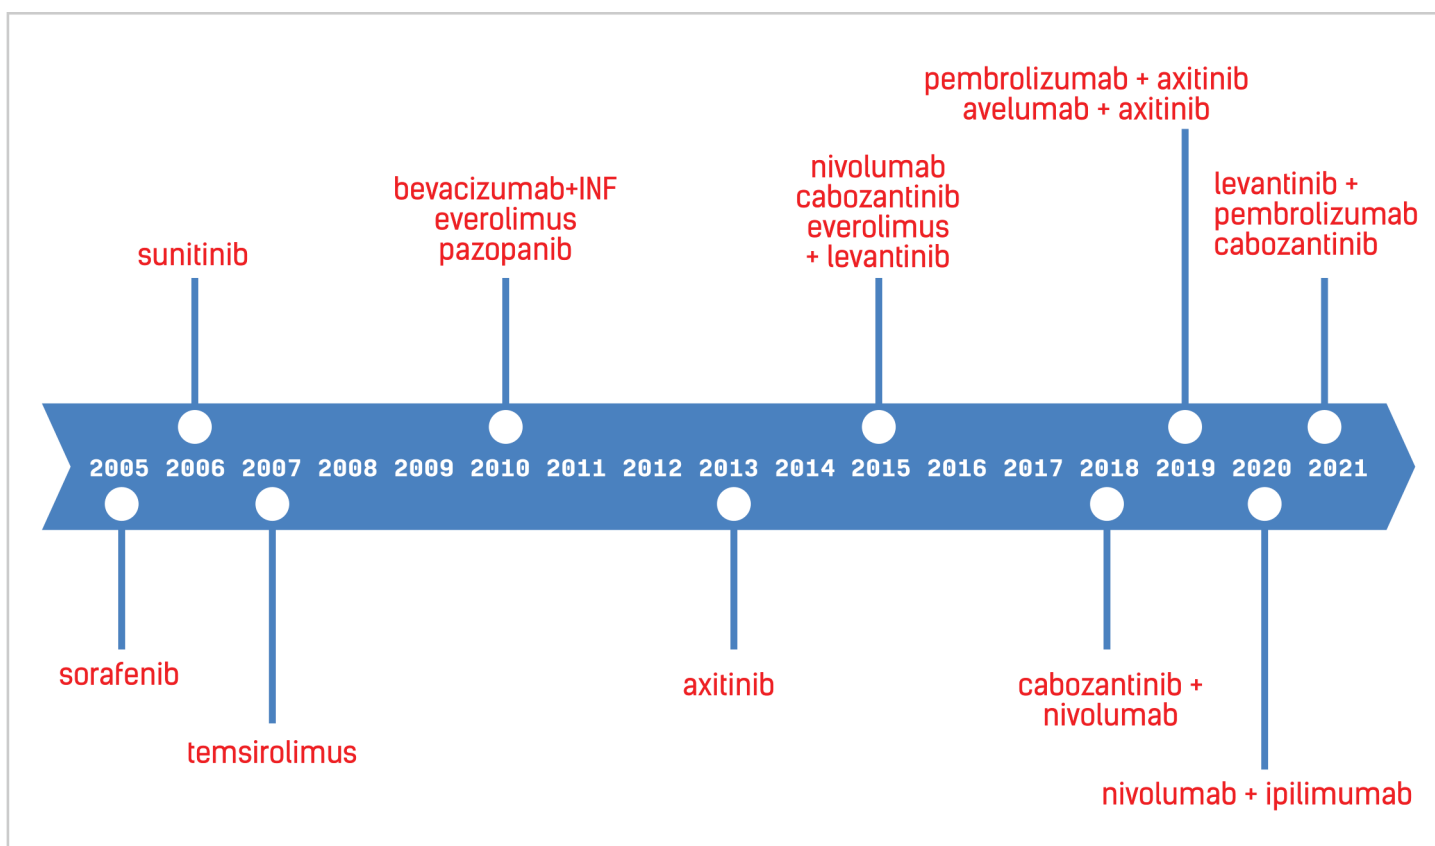 pembrolizumab + axitinib
avelumab + axitinib
nivolumab
cabozantinib
everolimus
+ levantinib
levantinib +
pembrolizumab
cabozantinib
bevacizumab+INF
everolimus
pazopanib
sunitinib
2005 2006 2007 2008 2009 2010 2011 2012 2013 2014 2015 2016 2017 2018 2019 2020 2021
sorafenib
temsirolimus
axitinib
cabozantinib +
nivolumab
nivolumab + ipilimumab